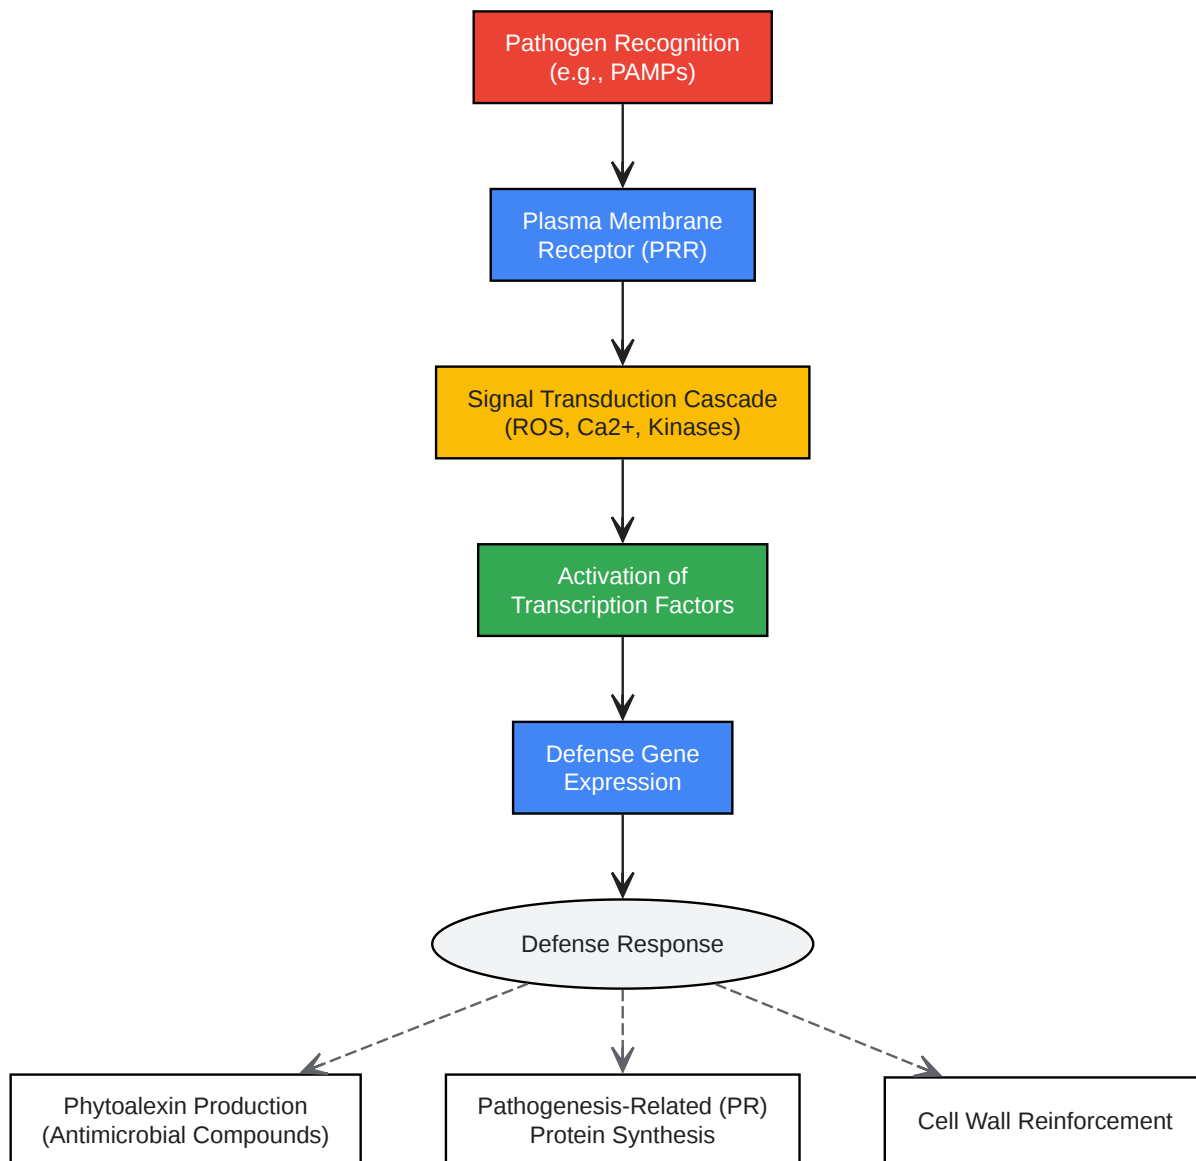 Pathogen Recognition
(e.g., PAMPs)
Plasma Membrane
Receptor (PRR)
Signal Transduction Cascade
(ROS, Ca2+, Kinases)
Activation of
Transcription Factors
Defense Gene
Expression
Defense Response
Phytoalexin Production
(Antimicrobial Compounds)
Pathogenesis-Related (PR)
Protein Synthesis
Cell Wall Reinforcement